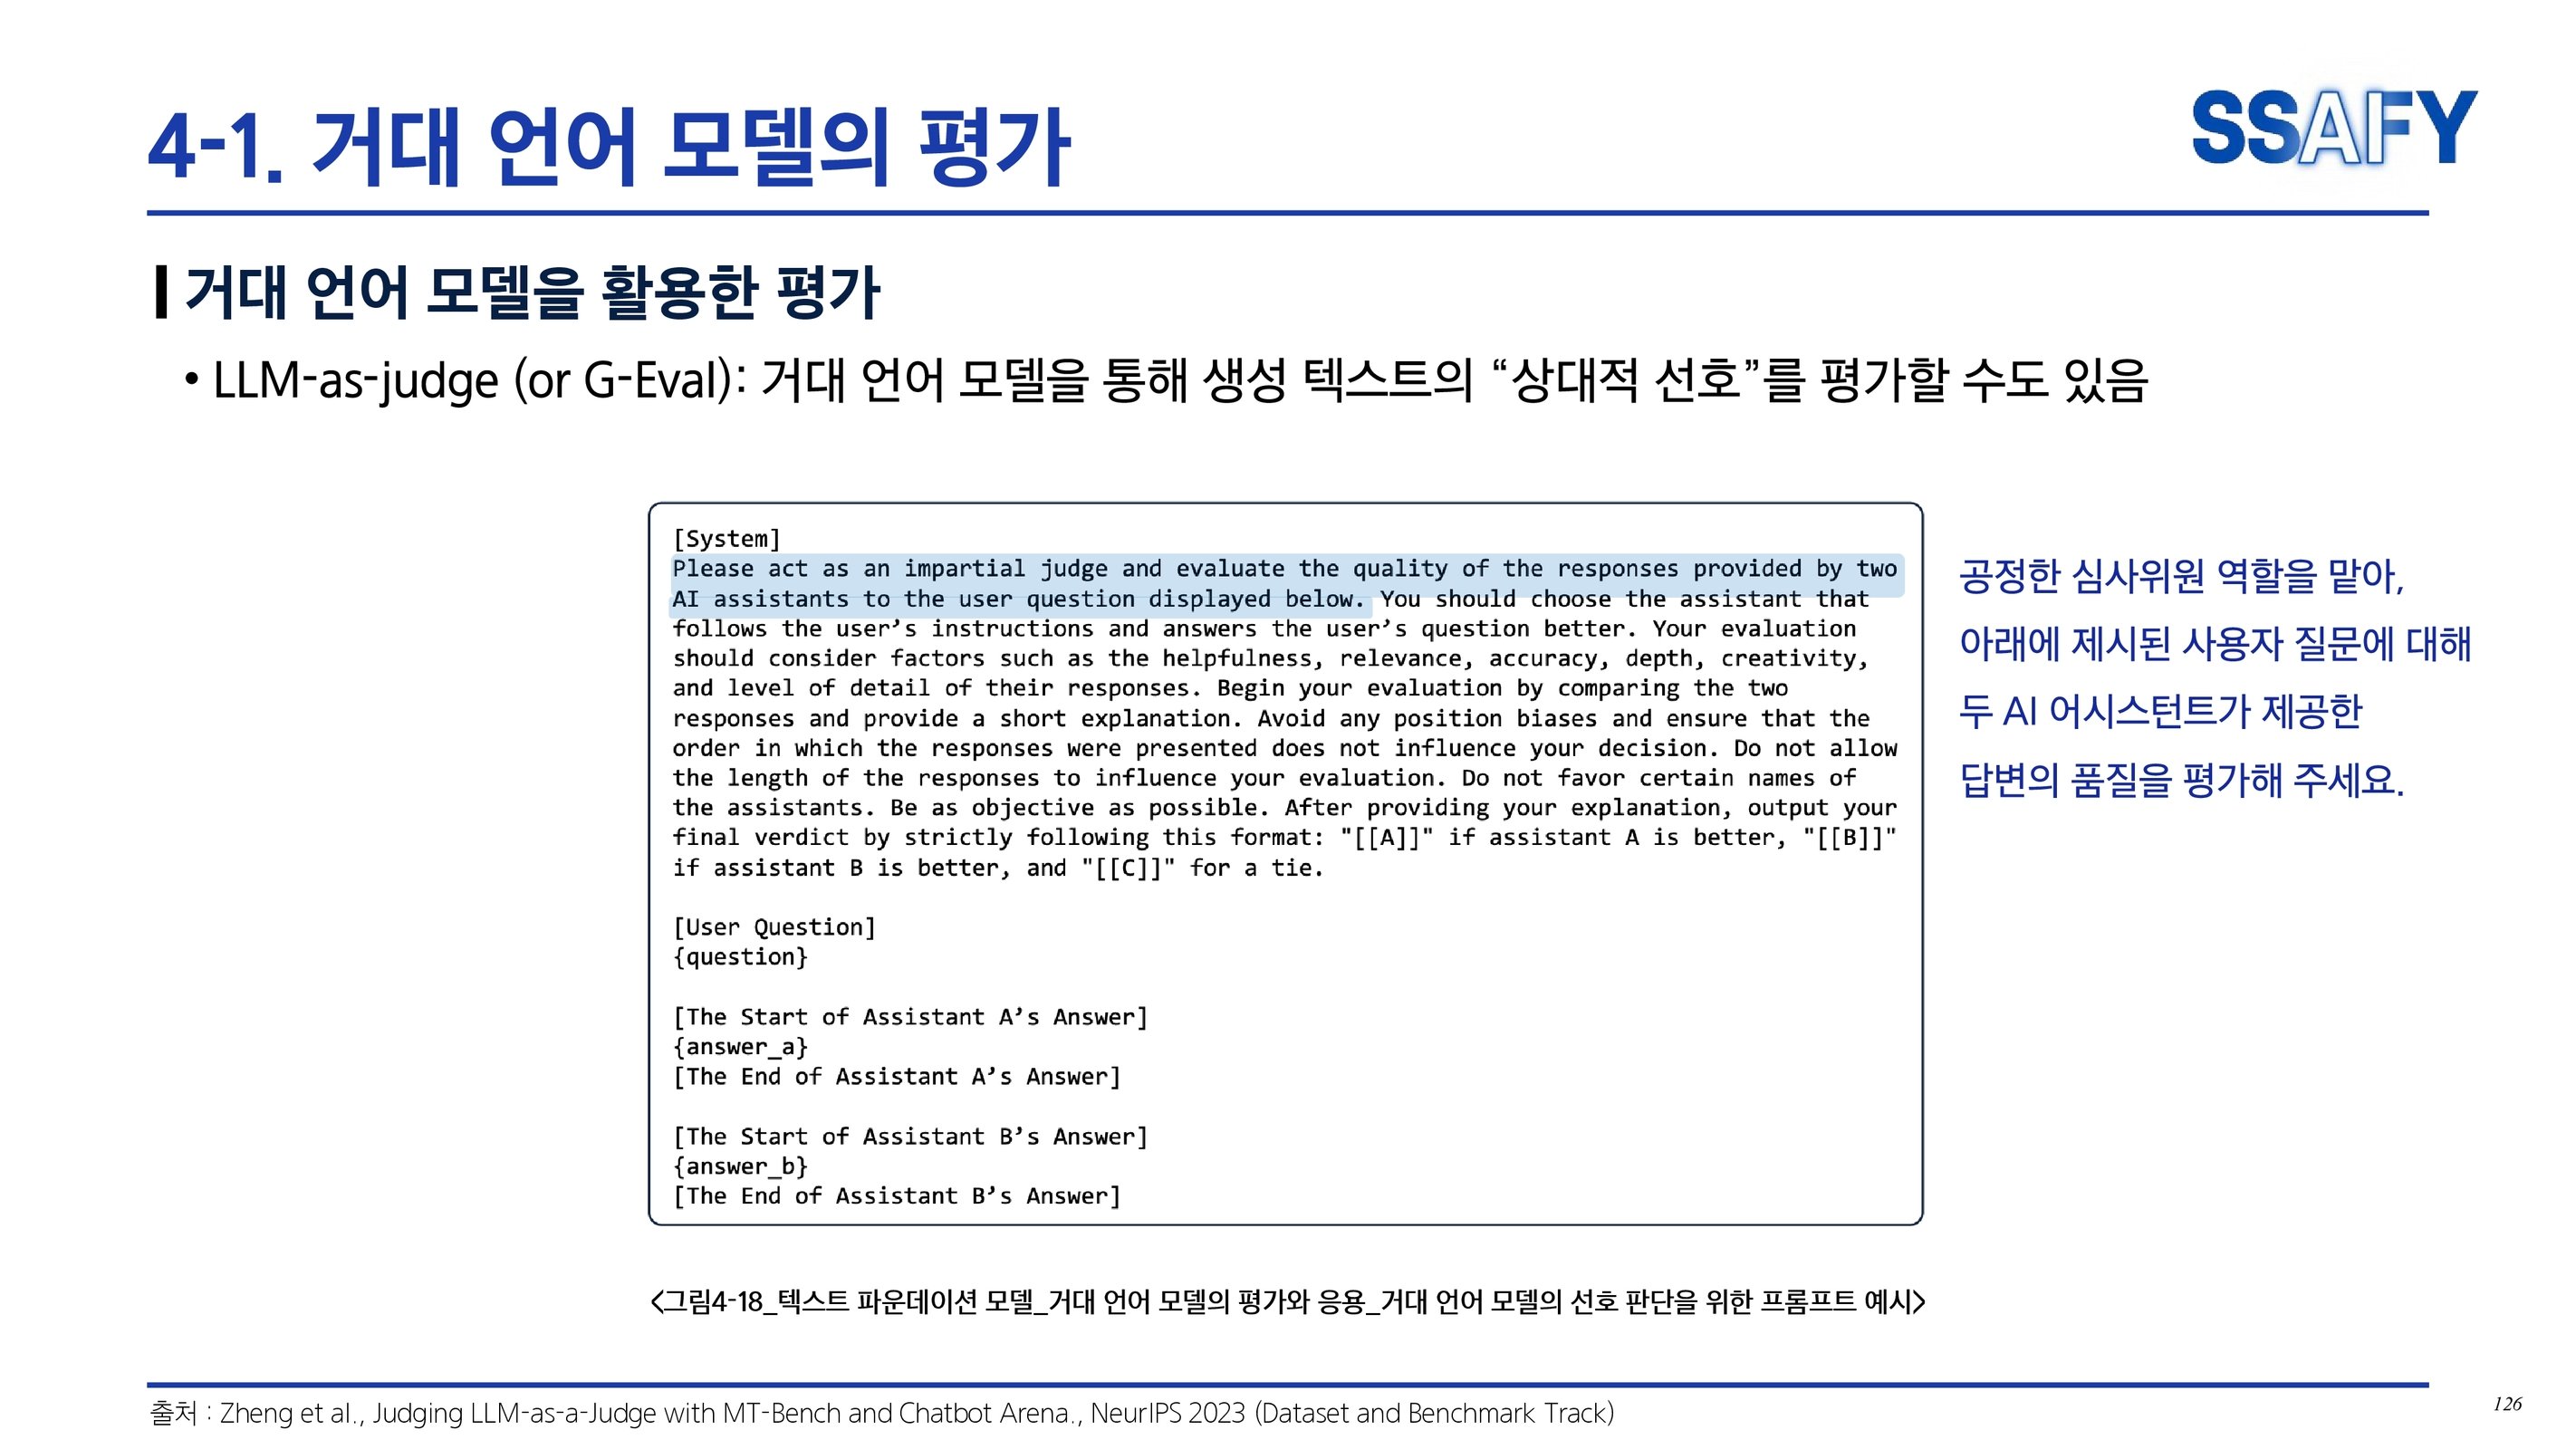 4-1. 거대 언어 모델의 평가
SSAFY
거대 언어 모델을 활용한 평가
• LLM-as-judge (or G-Eval): 거대 언어 모델을 통해 생성 텍스트의 “상대적 선호”를 평가할 수도 있음
[System]
Please act as an impartial judge and evaluate the quality of the responses provided by two
AI assistants to the user question displayed below. You should choose the assistant that
follows the user’s instructions and answers the user’s question better. Your evaluation
should consider factors such as the helpfulness, relevance, accuracy, depth, creativity,
and level of detail of their responses. Begin your evaluation by comparing the two
responses and provide a short explanation. Avoid any position biases and ensure that the
order in which the responses were presented does not influence your decision. Do not allow
the length of the responses to influence your evaluation. Do not favor certain names of
the assistants. Be as objective as possible. After providing your explanation, output your
final verdict by strictly following this format: "[[A]]" if assistant A is better, "[[B]]"
if assistant B is better, and "[[C]]" for a tie.
[User Question]
{question}
[The Start of Assistant A’s Answer]
{answer_a}
[The End of Assistant A’s Answer]
[The Start of Assistant B’s Answer]
{answer_b}
[The End of Assistant B’s Answer]
공정한 심사위원 역할을 맡아,
아래에 제시된 사용자 질문에 대해
두 AI 어시스턴트가 제공한
답변의 품질을 평가해 주세요.
<그림4-18_텍스트 파운데이션 모델_거대 언어 모델의 평가와 응용_거대 언어 모델의 선호 판단을 위한 프롬프트 예시>
출처 : Zheng et al., Judging LLM-as-a-Judge with MT-Bench and Chatbot Arena., NeurIPS 2023 (Dataset and Benchmark Track)
126